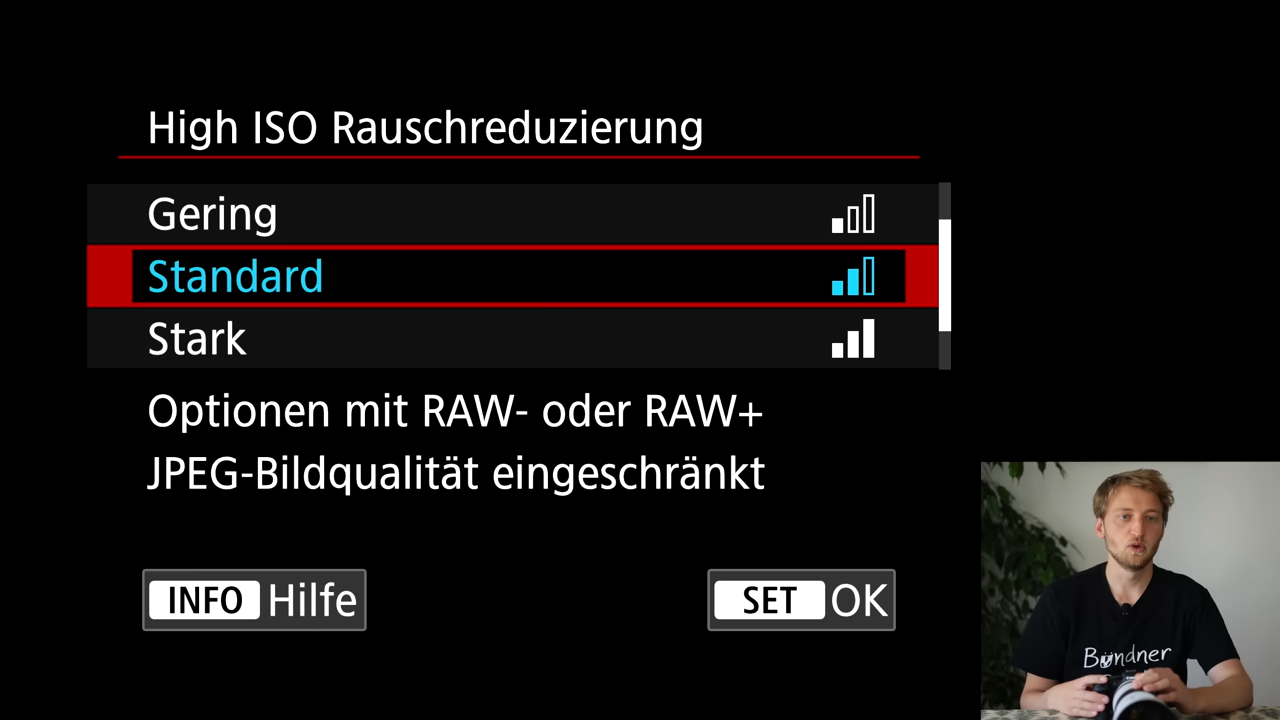 High ISO Rauschreduzierung
Gering
Standard
Stark
Optionen mit RAW- oder RAW+
JPEG-Bildqualität eingeschränkt
INFO Hilfe
SET OK
Bündner